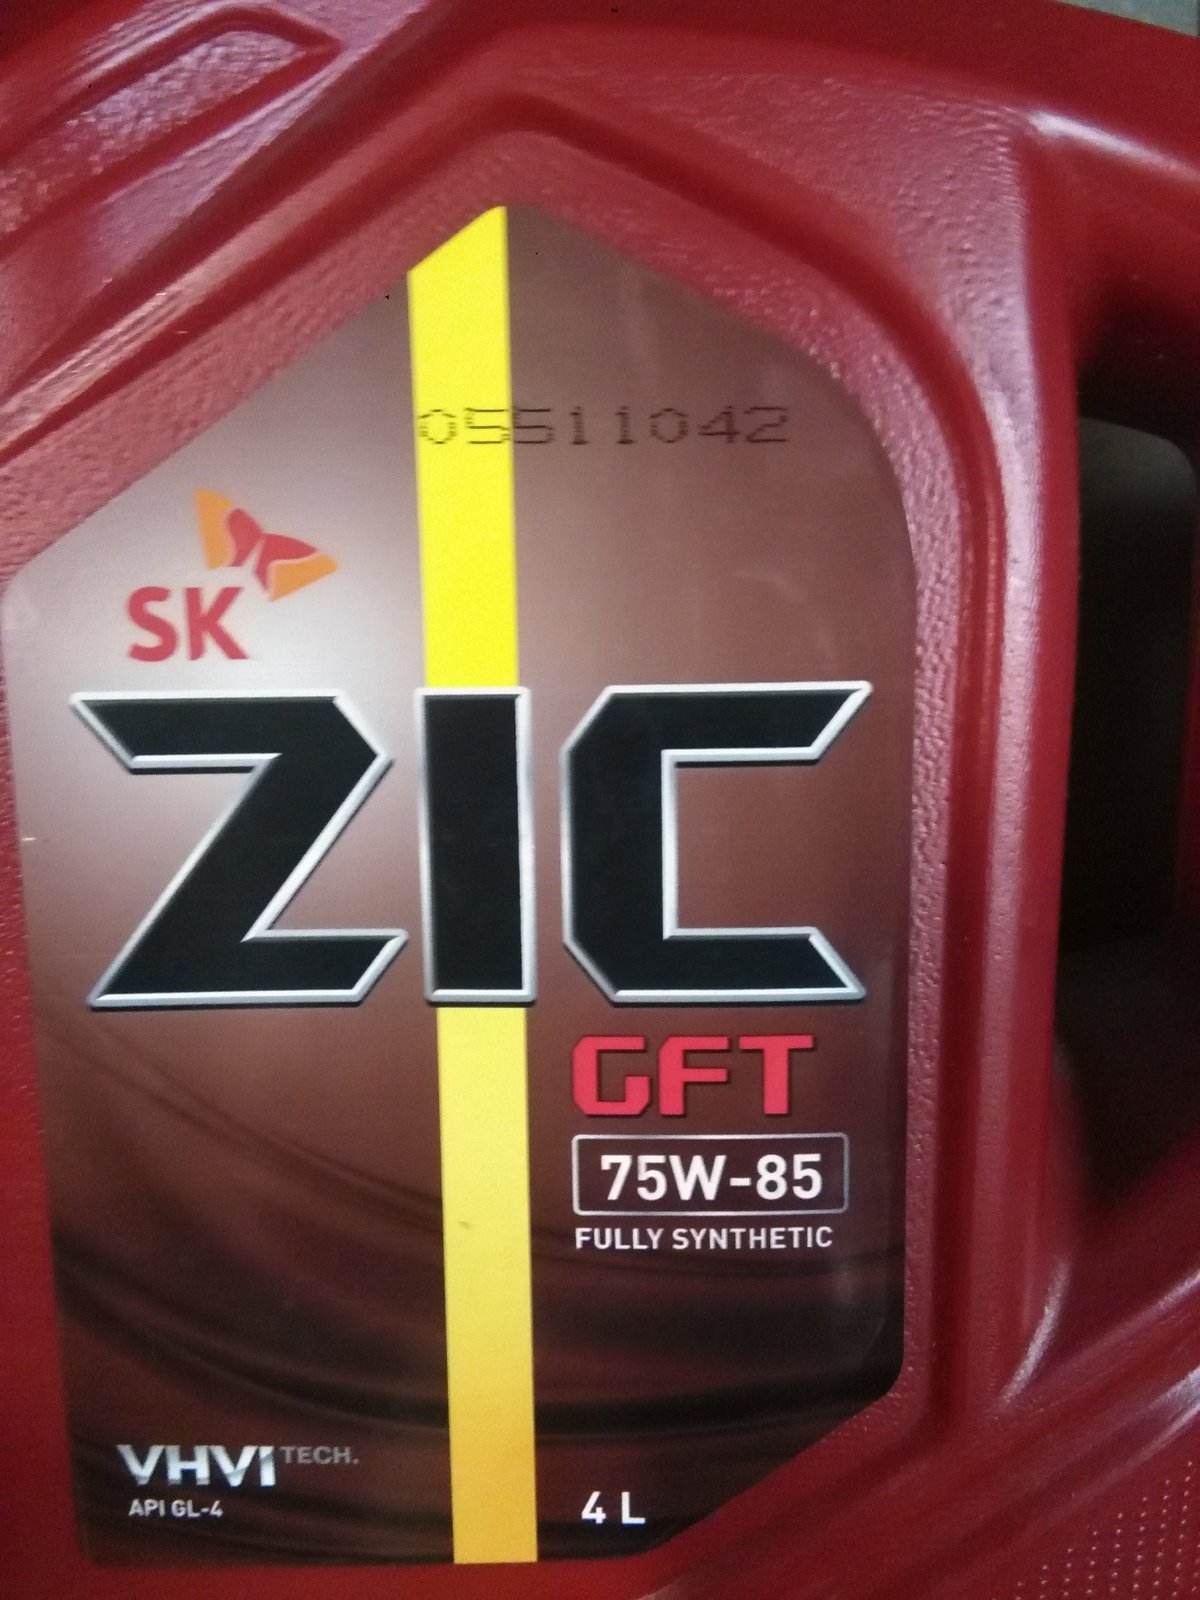 05511042
SK
ZIC
GFT
75W-85
FULLY SYNTHETIC
VHVI TECH.
API GL-4
4 L